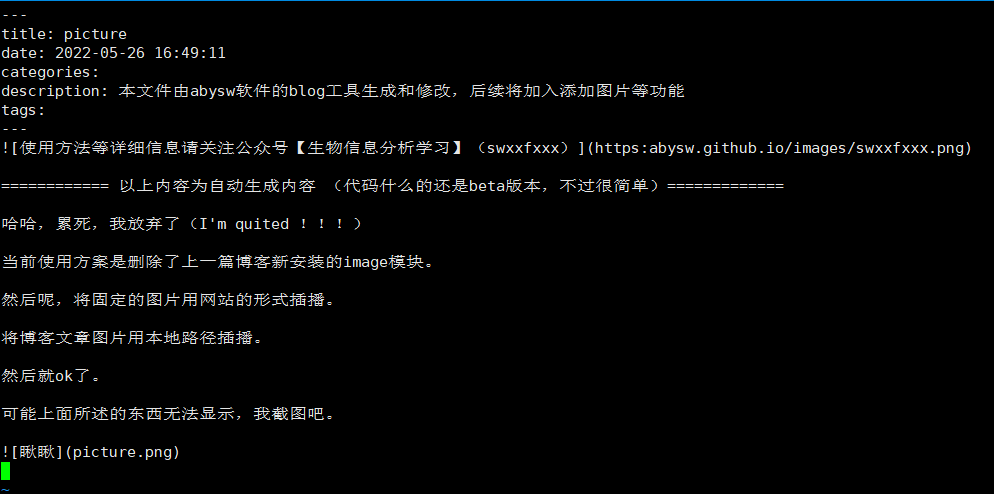 ---
title: picture
date: 2022-05-26 16:49:11
categories:
description: 本文件由abysw软件的blog工具生成和修改，后续将加入添加图片等功能
tags:
---
![使用方法等详细信息请关注公众号【生物信息分析学习】（swxxfxxx）](https:abysw.github.io/images/swxxfxxx.png)
============ 以上内容为自动生成内容 （代码什么的还是beta版本，不过很简单）=============
哈哈，累死，我放弃了（I'm quited ！！！）
当前使用方案是删除了上一篇博客新安装的image模块。
然后呢，将固定的图片用网站的形式插播。
将博客文章图片用本地路径插播。
然后就ok了。
可能上面所述的东西无法显示，我截图吧。
![瞅瞅](picture.png)
~